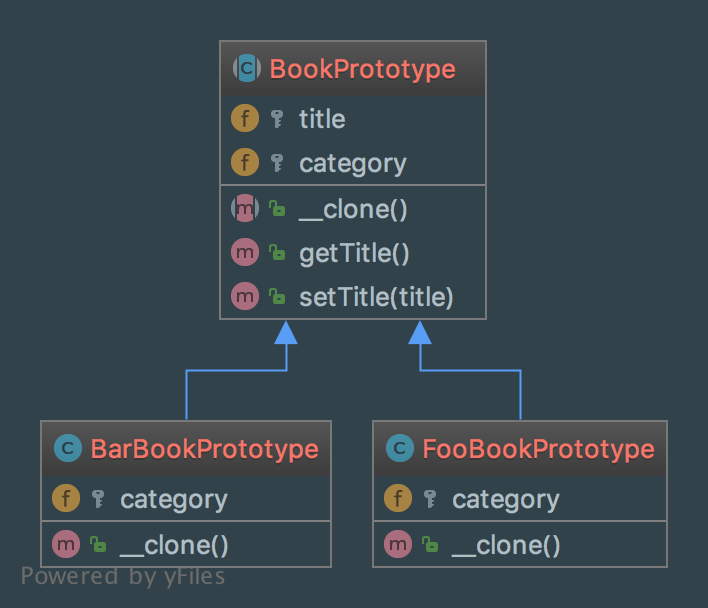 BookPrototype
title
category
__clone()
getTitle()
setTitle(title)
BarBookPrototype
category
__clone()
FooBookPrototype
category
__clone()
Powered by yFiles